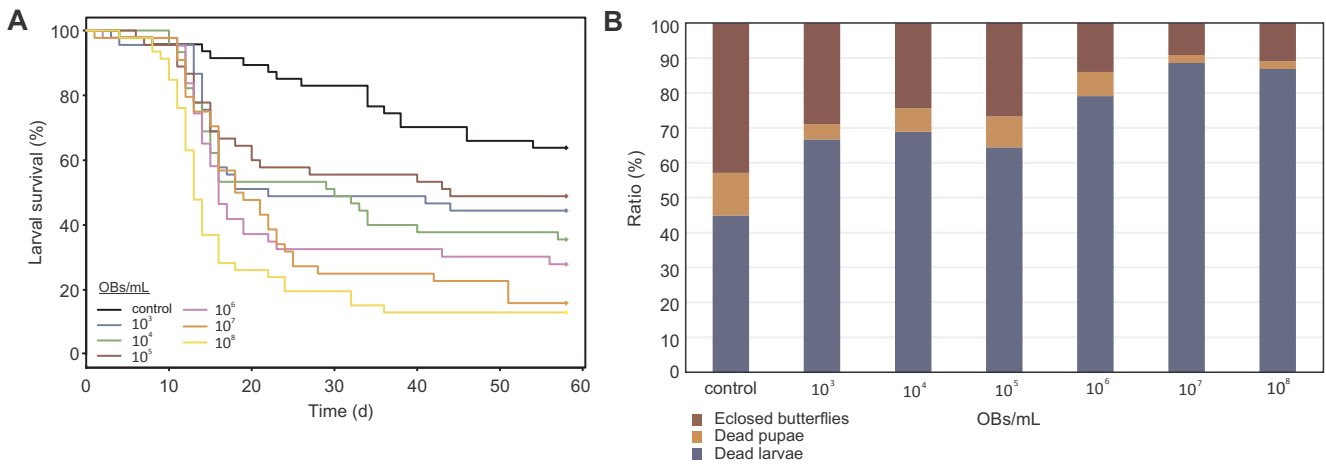 A
Larval survival (%)
100
80
60
40
20
0
OBs/mL
control
10³
10⁴
10⁵
10⁶
10⁷
10⁸
0 10 20 30 40 50 60
Time (d)
B
Ratio (%)
100
90
80
70
60
50
40
30
20
10
0
control 10³ 10⁴ 10⁵ 10⁶ 10⁷ 10⁸
OBs/mL
Eclosed butterflies
Dead pupae
Dead larvae